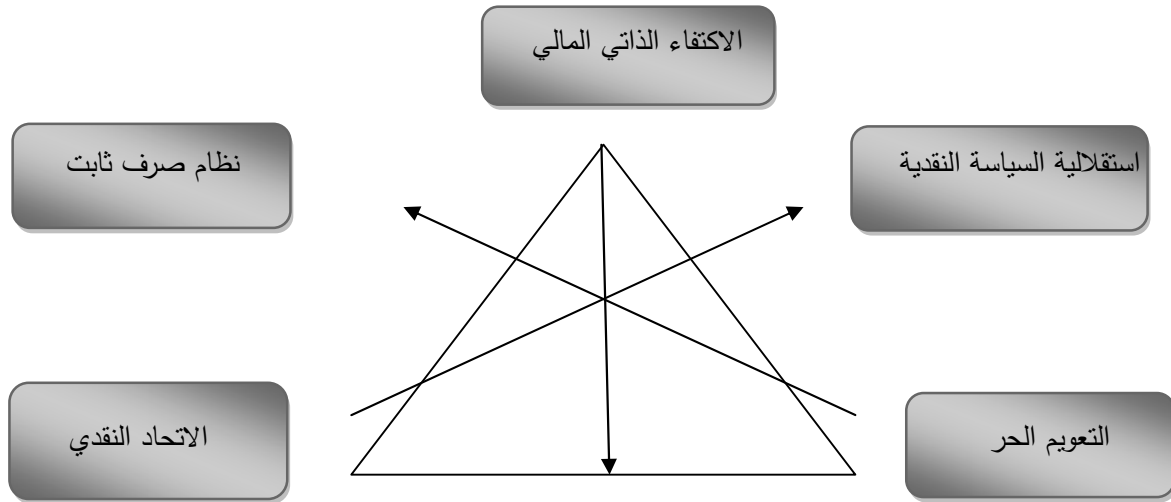 الاكتفاء الذاتي المالي
استقلالية السياسة النقدية
نظام صرف ثابت
التعويم الحر
الاتحاد النقدي